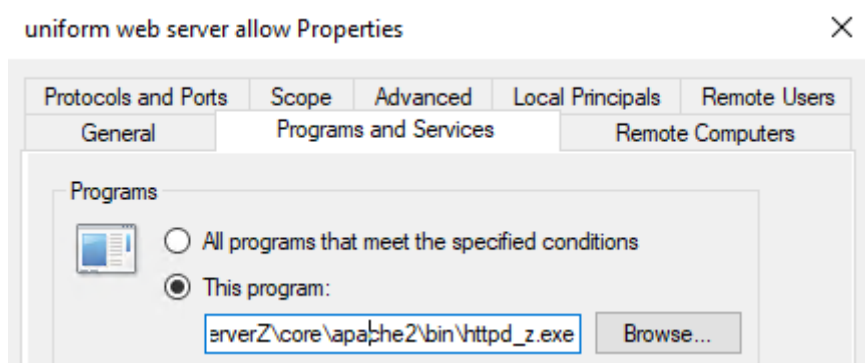 uniform web server allow Properties
Protocols and Ports Scope Advanced Local Principals Remote Users
General Programs and Services Remote Computers
Programs
All programs that meet the specified conditions
This program:
erverZ\core\apache2\bin\httpd_z.exe Browse...